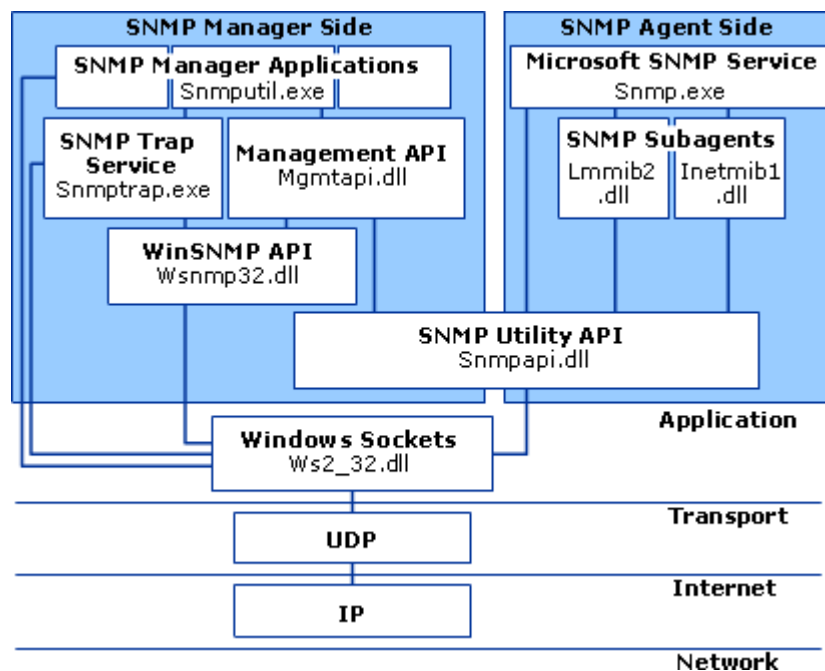 SNMP Manager Side
SNMP Agent Side
SNMP Manager Applications
Snmputil.exe
Microsoft SNMP Service
Snmp.exe
SNMP Trap
Service
Snmptrap.exe
Management API
Mgmtapi.dll
SNMP Subagents
Lmmib2
.dll
Inetmib1
.dll
WinSNMP API
Wsnmp32.dll
SNMP Utility API
Snmpapi.dll
Application
Windows Sockets
Ws2_32.dll
Transport
UDP
Internet
IP
Network